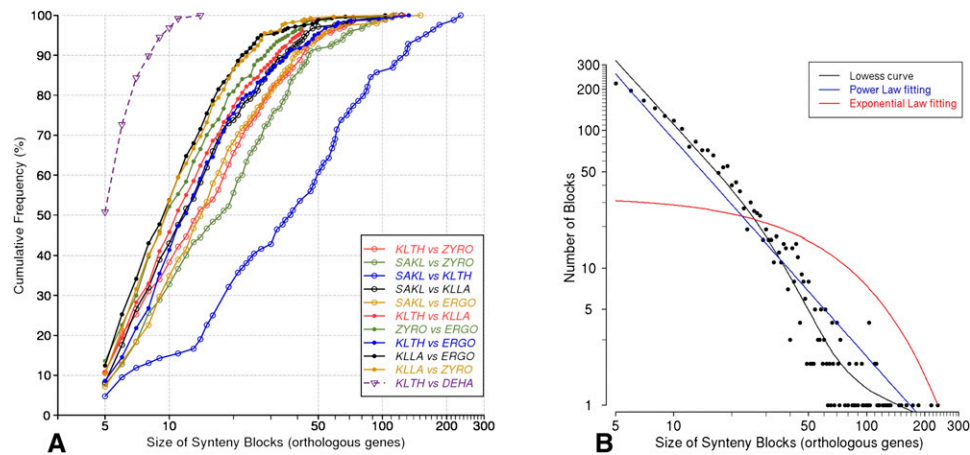 100
90
80
70
60
50
40
30
20
10
0
Cumulative Frequency (%)
5
10
50
100
200
300
Size of Synteny Blocks (orthologous genes)
A
KLTH vs ZYRO
SAKL vs ZYRO
SAKL vs KLTH
SAKL vs KLLA
SAKL vs ERGO
KLTH vs KLLA
ZYRO vs ERGO
KLTH vs ERGO
KLLA vs ERGO
KLLA vs ZYRO
KLTH vs DEHA
B
Number of Blocks
300
200
100
50
10
5
1
5
10
50
100
200
300
Size of Synteny Blocks (orthologous genes)
Lowess curve
Power Law fitting
Exponential Law fitting